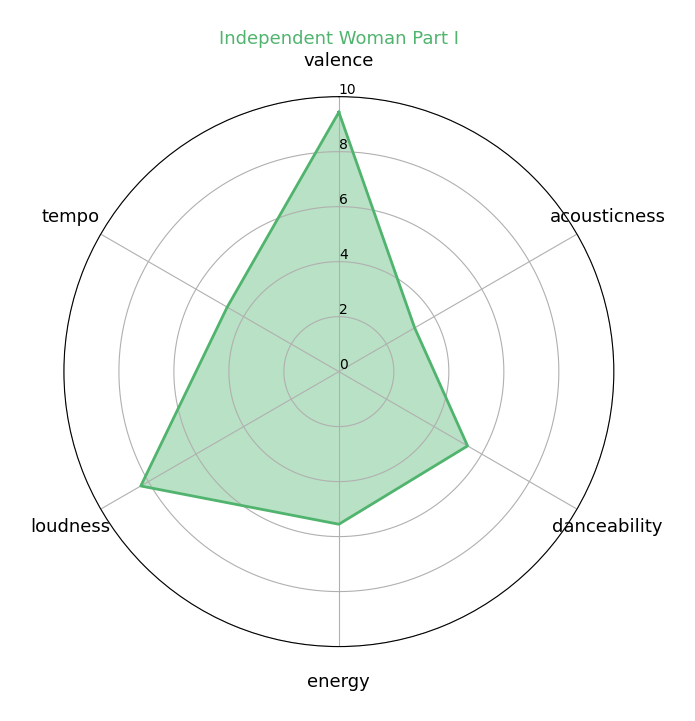 Independent Woman Part I
valence
10
8
6
4
2
0
tempo
acousticness
loudness
danceability
energy